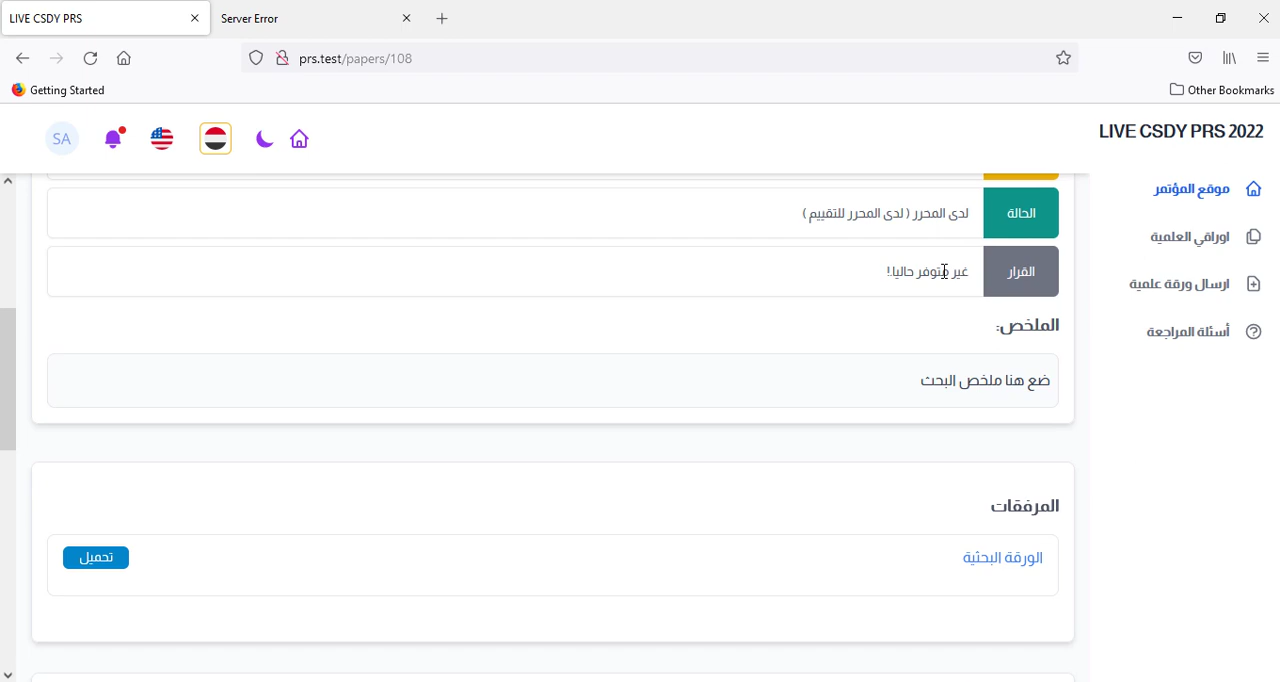 LIVE CSDY PRS
Server Error
prs.test/papers/108
Getting Started
Other Bookmarks
SA
LIVE CSDY PRS 2022
موقع المؤتمر
اوراقي العلمية
ارسال ورقة علمية
أسئلة المراجعة
الحالة
لدى المحرر ( لدى المحرر للتقييم )
القرار
غير متوفر حاليا.!
الملخص:
ضع هنا ملخص البحث
المرفقات
الورقة البحثية
تحميل